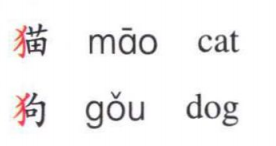 猫 māo cat
狗 gǒu dog